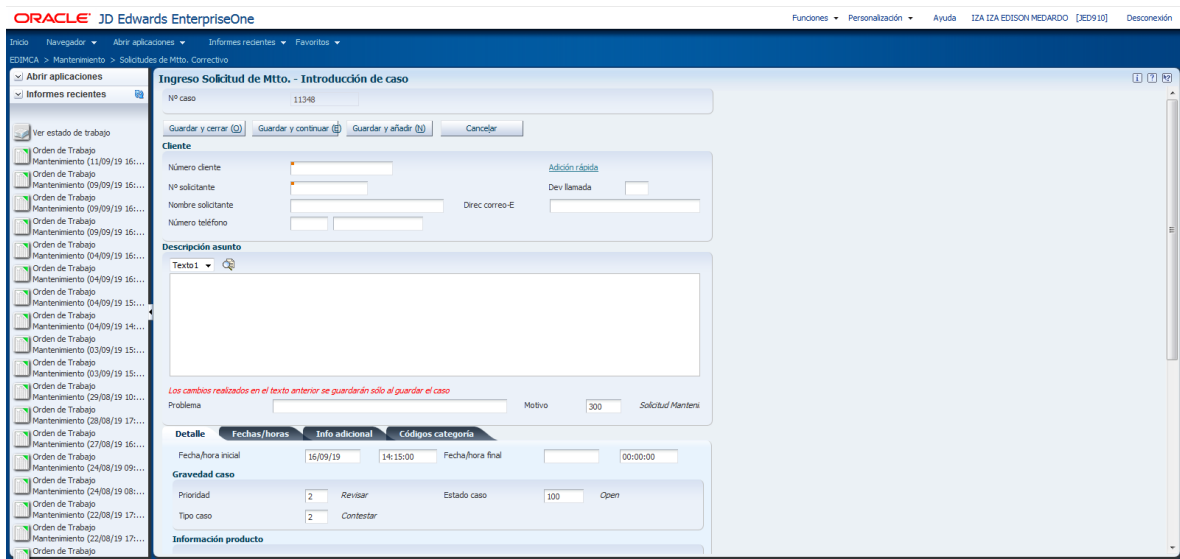 ORACLE JD Edwards EnterpriseOne
Funciones Personalización Ayuda IZA IZA EDISON MEDARDO [JED910] Desconexión
Inicio Navegador Abrir aplicaciones Informes recientes Favoritos
EDIMCA > Mantenimiento > Solicitudes de Mtto. Correctivo
Abrir aplicaciones
Informes recientes
Ver estado de trabajo
Orden de Trabajo
Mantenimiento (11/09/19 16:...
Orden de Trabajo
Mantenimiento (09/09/19 16:...
Orden de Trabajo
Mantenimiento (09/09/19 16:...
Orden de Trabajo
Mantenimiento (09/09/19 16:...
Orden de Trabajo
Mantenimiento (04/09/19 16:...
Orden de Trabajo
Mantenimiento (04/09/19 16:...
Orden de Trabajo
Mantenimiento (04/09/19 15:...
Orden de Trabajo
Mantenimiento (04/09/19 14:...
Orden de Trabajo
Mantenimiento (03/09/19 15:...
Orden de Trabajo
Mantenimiento (03/09/19 15:...
Orden de Trabajo
Mantenimiento (29/08/19 10:...
Orden de Trabajo
Mantenimiento (28/08/19 17:...
Orden de Trabajo
Mantenimiento (27/08/19 16:...
Orden de Trabajo
Mantenimiento (24/08/19 09:...
Orden de Trabajo
Mantenimiento (24/08/19 08:...
Orden de Trabajo
Mantenimiento (22/08/19 17:...
Orden de Trabajo
Mantenimiento (22/08/19 17:...
Orden de Trabajo
Ingreso Solicitud de Mtto. - Introducción de caso
Nº caso 11348
Guardar y cerrar (O) Guardar y continuar (E) Guardar y añadir (N) Cancelar
Cliente
Número cliente Adición rápida
Nº solicitante Dev llamada
Nombre solicitante Direc correo-E
Número teléfono
Descripción asunto
Texto1
Los cambios realizados en el texto anterior se guardarán sólo al guardar el caso
Problema Motivo 300 Solicitud Manteni
Detalle Fechas/horas Info adicional Códigos categoría
Fecha/hora inicial 16/09/19 14:15:00 Fecha/hora final 00:00:00
Gravedad caso
Prioridad 2 Revisar Estado caso 100 Open
Tipo caso 2 Contestar
Información producto